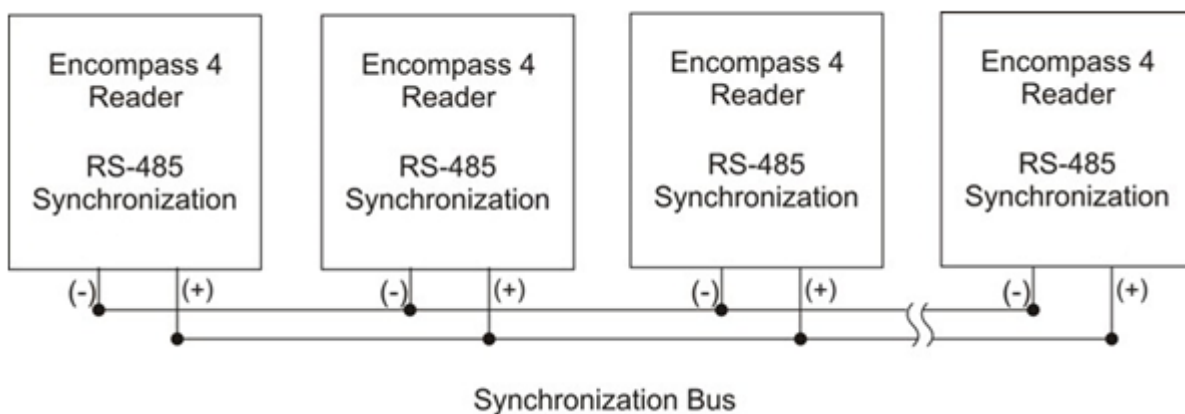 Encompass 4
Reader
RS-485
Synchronization
Encompass 4
Reader
RS-485
Synchronization
Encompass 4
Reader
RS-485
Synchronization
Encompass 4
Reader
RS-485
Synchronization
(-) (+) (-) (+) (-) (+) (-) (+)
Synchronization Bus